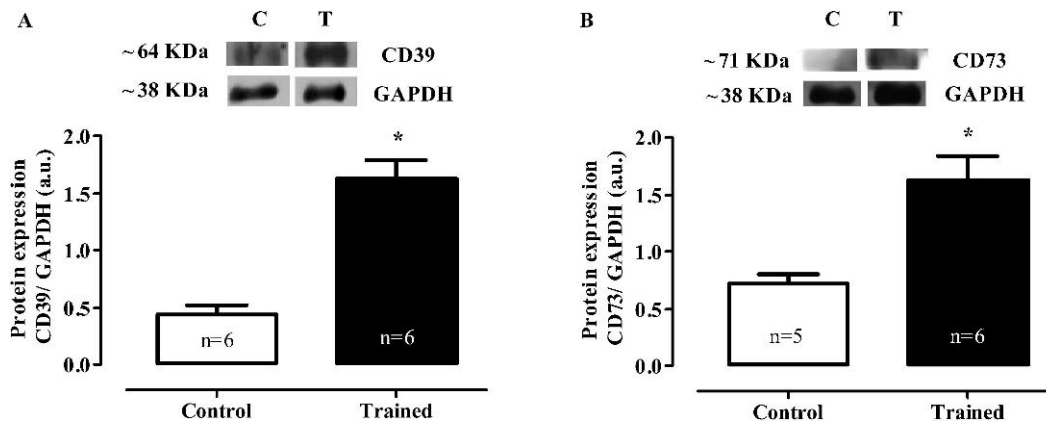 A
C T
~64 KDa CD39
~38 KDa GAPDH
Protein expression
CD39/ GAPDH (a.u.)
2.0
1.5
1.0
0.5
0.0
*
n=6
n=6
Control Trained
B
C T
~71 KDa CD73
~38 KDa GAPDH
Protein expression
CD73/ GAPDH (a.u.)
2.0
1.5
1.0
0.5
0.0
*
n=5
n=6
Control Trained